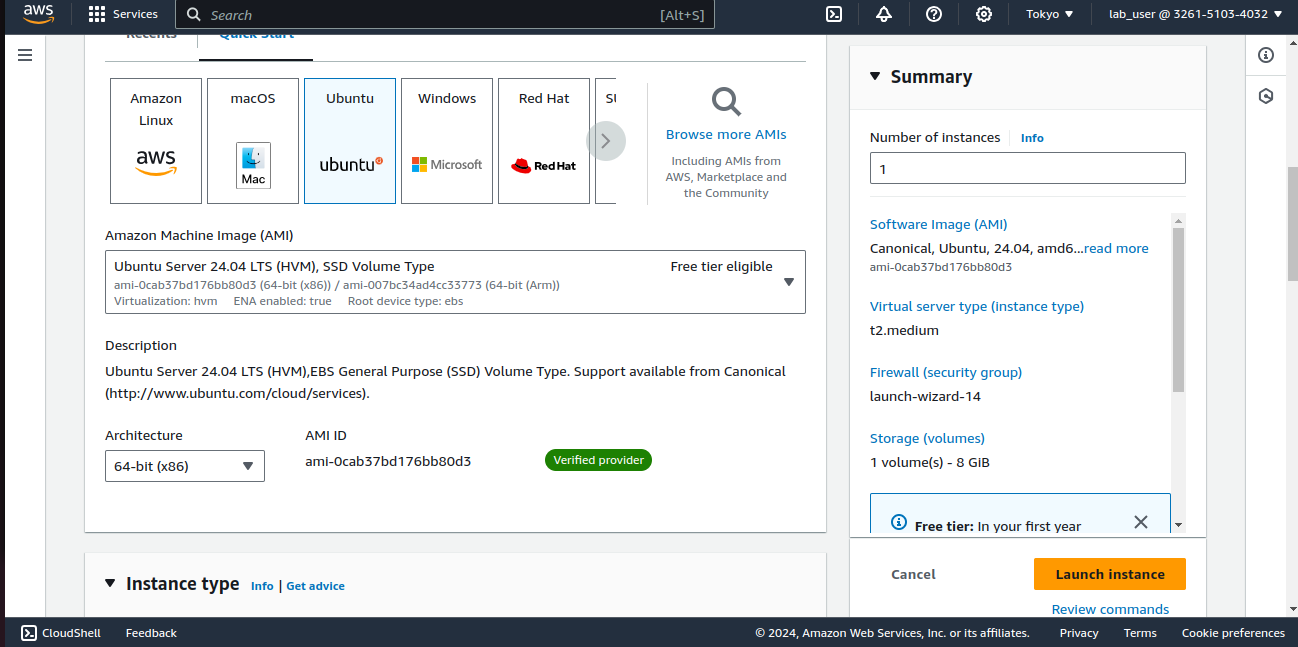 aws
Services
Search
[Alt+S]
Tokyo
lab_user @ 3261-5103-4032
Recents
Quick Start
Amazon
Linux
aws
macOS
Mac
Ubuntu
ubuntu
Windows
Microsoft
Red Hat
Red Hat
Browse more AMIs
Including AMIs from
AWS, Marketplace and
the Community
Amazon Machine Image (AMI)
Ubuntu Server 24.04 LTS (HVM), SSD Volume Type
Free tier eligible
ami-0cab37bd176bb80d3 (64-bit (x86)) / ami-007bc34ad4cc33773 (64-bit (Arm))
Virtualization: hvm ENA enabled: true Root device type: ebs
Description
Ubuntu Server 24.04 LTS (HVM),EBS General Purpose (SSD) Volume Type. Support available from Canonical
(http://www.ubuntu.com/cloud/services).
Architecture
64-bit (x86)
AMI ID
ami-0cab37bd176bb80d3
Verified provider
Instance type
Info | Get advice
Summary
Number of instances
Info
1
Software Image (AMI)
Canonical, Ubuntu, 24.04, amd6...read more
ami-0cab37bd176bb80d3
Virtual server type (instance type)
t2.medium
Firewall (security group)
launch-wizard-14
Storage (volumes)
1 volume(s) - 8 GiB
Free tier: In your first year
Cancel
Launch instance
Review commands
CloudShell
Feedback
© 2024, Amazon Web Services, Inc. or its affiliates.
Privacy
Terms
Cookie preferences